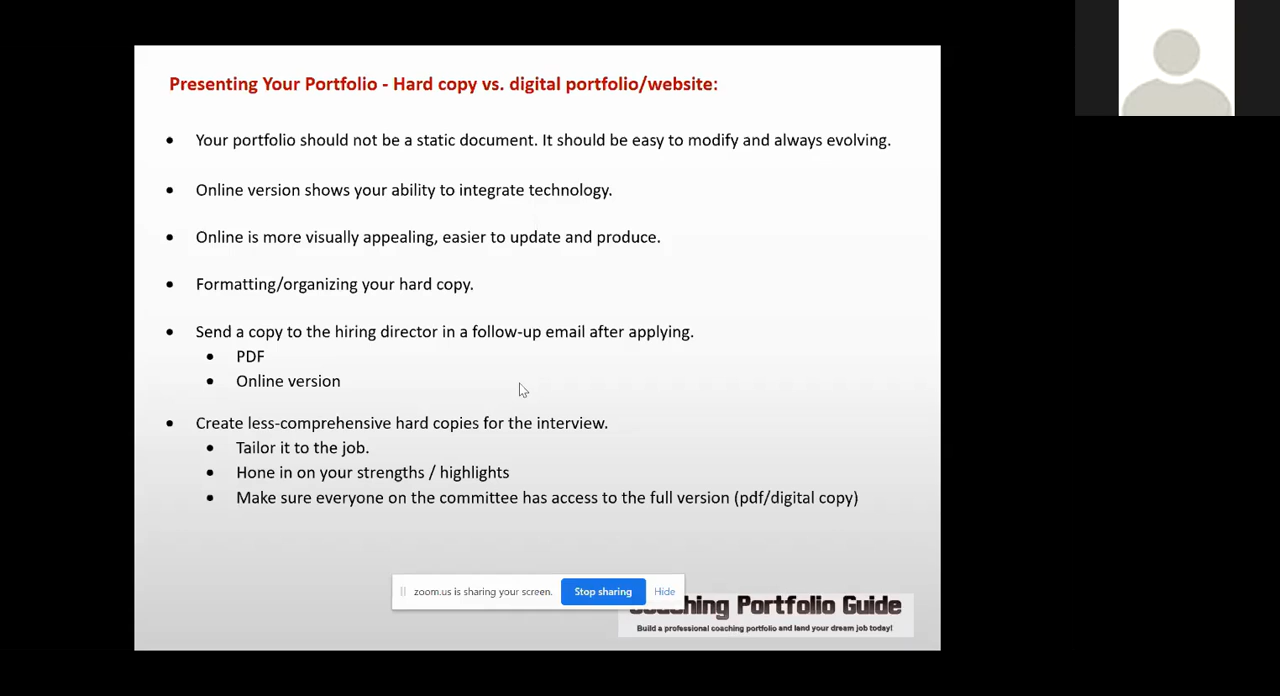 Presenting Your Portfolio - Hard copy vs. digital portfolio/website:
• Your portfolio should not be a static document. It should be easy to modify and always evolving.
• Online version shows your ability to integrate technology.
• Online is more visually appealing, easier to update and produce.
• Formatting/organizing your hard copy.
• Send a copy to the hiring director in a follow-up email after applying.
• PDF
• Online version
• Create less-comprehensive hard copies for the interview.
• Tailor it to the job.
• Hone in on your strengths / highlights
• Make sure everyone on the committee has access to the full version (pdf/digital copy)
zoom.us is sharing your screen. Stop sharing Hide
Coaching Portfolio Guide
Build a professional coaching portfolio and land your dream job today!